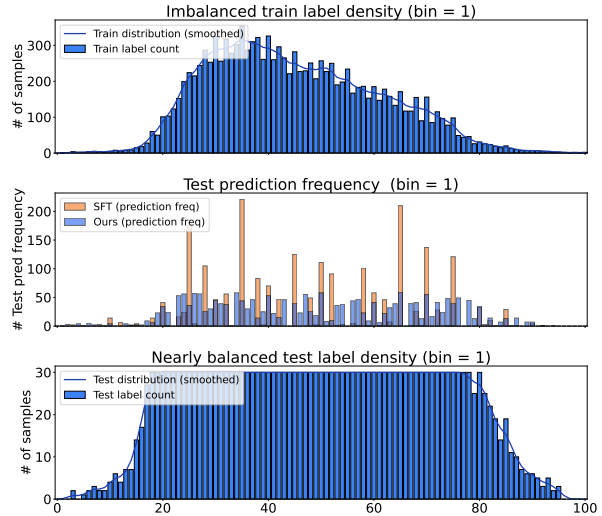 Imbalanced train label density (bin = 1)
# of samples
300
200
100
0
Train distribution (smoothed)
Train label count
Test prediction frequency  (bin = 1)
# Test pred frequency
200
150
100
50
0
SFT (prediction freq)
Ours (prediction freq)
Nearly balanced test label density (bin = 1)
# of samples
30
20
10
0
Test distribution (smoothed)
Test label count
0
20
40
60
80
100